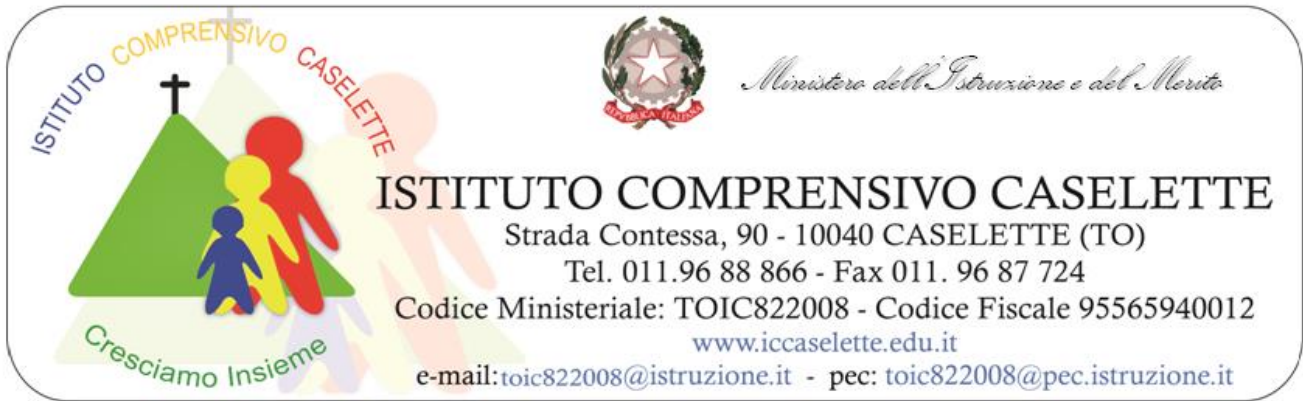 ISTITUTO COMPRENSIVO CASELETTE
Cresciamo Insieme
REPVBBLICA ITALIANA
Ministero dell'Istruzione e del Merito
ISTITUTO COMPRENSIVO CASELETTE
Strada Contessa, 90 - 10040 CASELETTE (TO)
Tel. 011.96 88 866 - Fax 011. 96 87 724
Codice Ministeriale: TOIC822008 - Codice Fiscale 95565940012
www.iccaselette.edu.it
e-mail:toic822008@istruzione.it - pec: toic822008@pec.istruzione.it